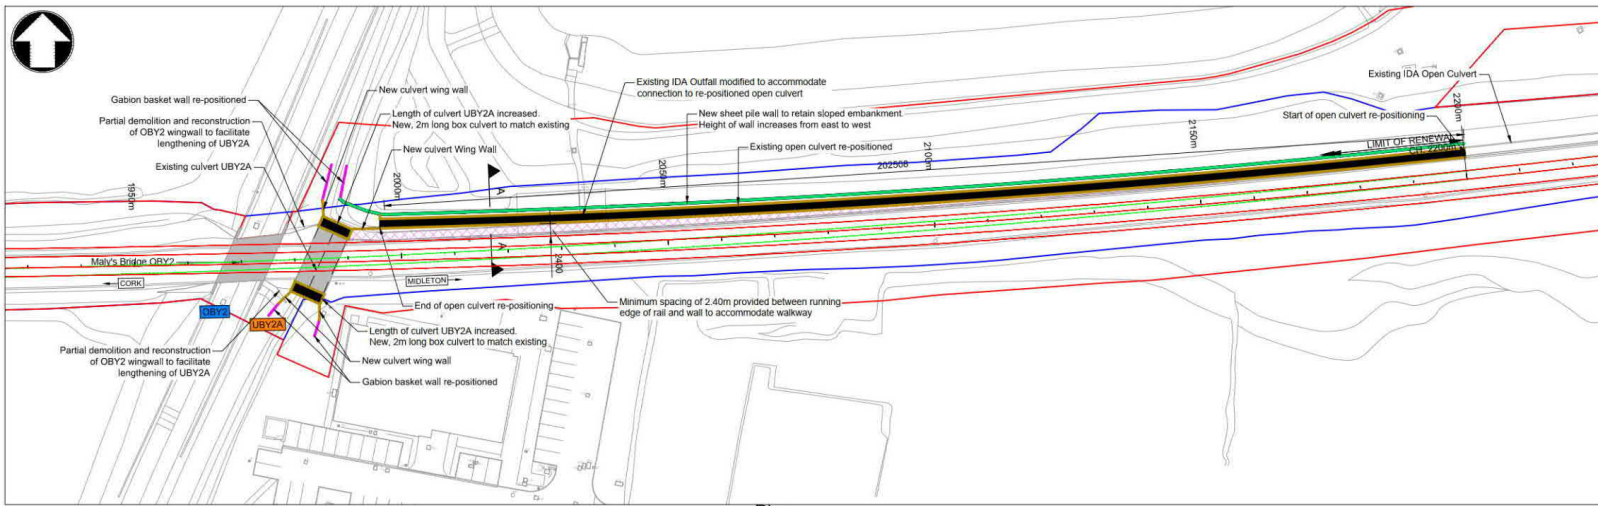 Existing IDA Outfall modified to accommodate
connection to re-positioned open culvert
Existing IDA Open Culvert
New culvert wing wall
Gabion basket wall re-positioned
Length of culvert UBY2A increased.
New, 2m long box culvert to match existing
New sheet pile wall to retain sloped embankment.
Height of wall increases from east to west
Start of open culvert re-positioning
2200m
Partial demolition and reconstruction
of OBY2 wingwall to facilitate
lengthening of UBY2A
New culvert Wing Wall
Existing open culvert re-positioned
2150m
2100m
LIMIT OF RENEWAL
CH. 2200m
Existing culvert UBY2A
202508
2050m
2000m
1950m
A
A
2400
Maly's Bridge OBY2
CORK
MIDLETON
End of open culvert re-positioning
Minimum spacing of 2.40m provided between running
edge of rail and wall to accommodate walkway
OBY2
UBY2A
Length of culvert UBY2A increased.
New, 2m long box culvert to match existing
Partial demolition and reconstruction
of OBY2 wingwall to facilitate
lengthening of UBY2A
New culvert wing wall
Gabion basket wall re-positioned